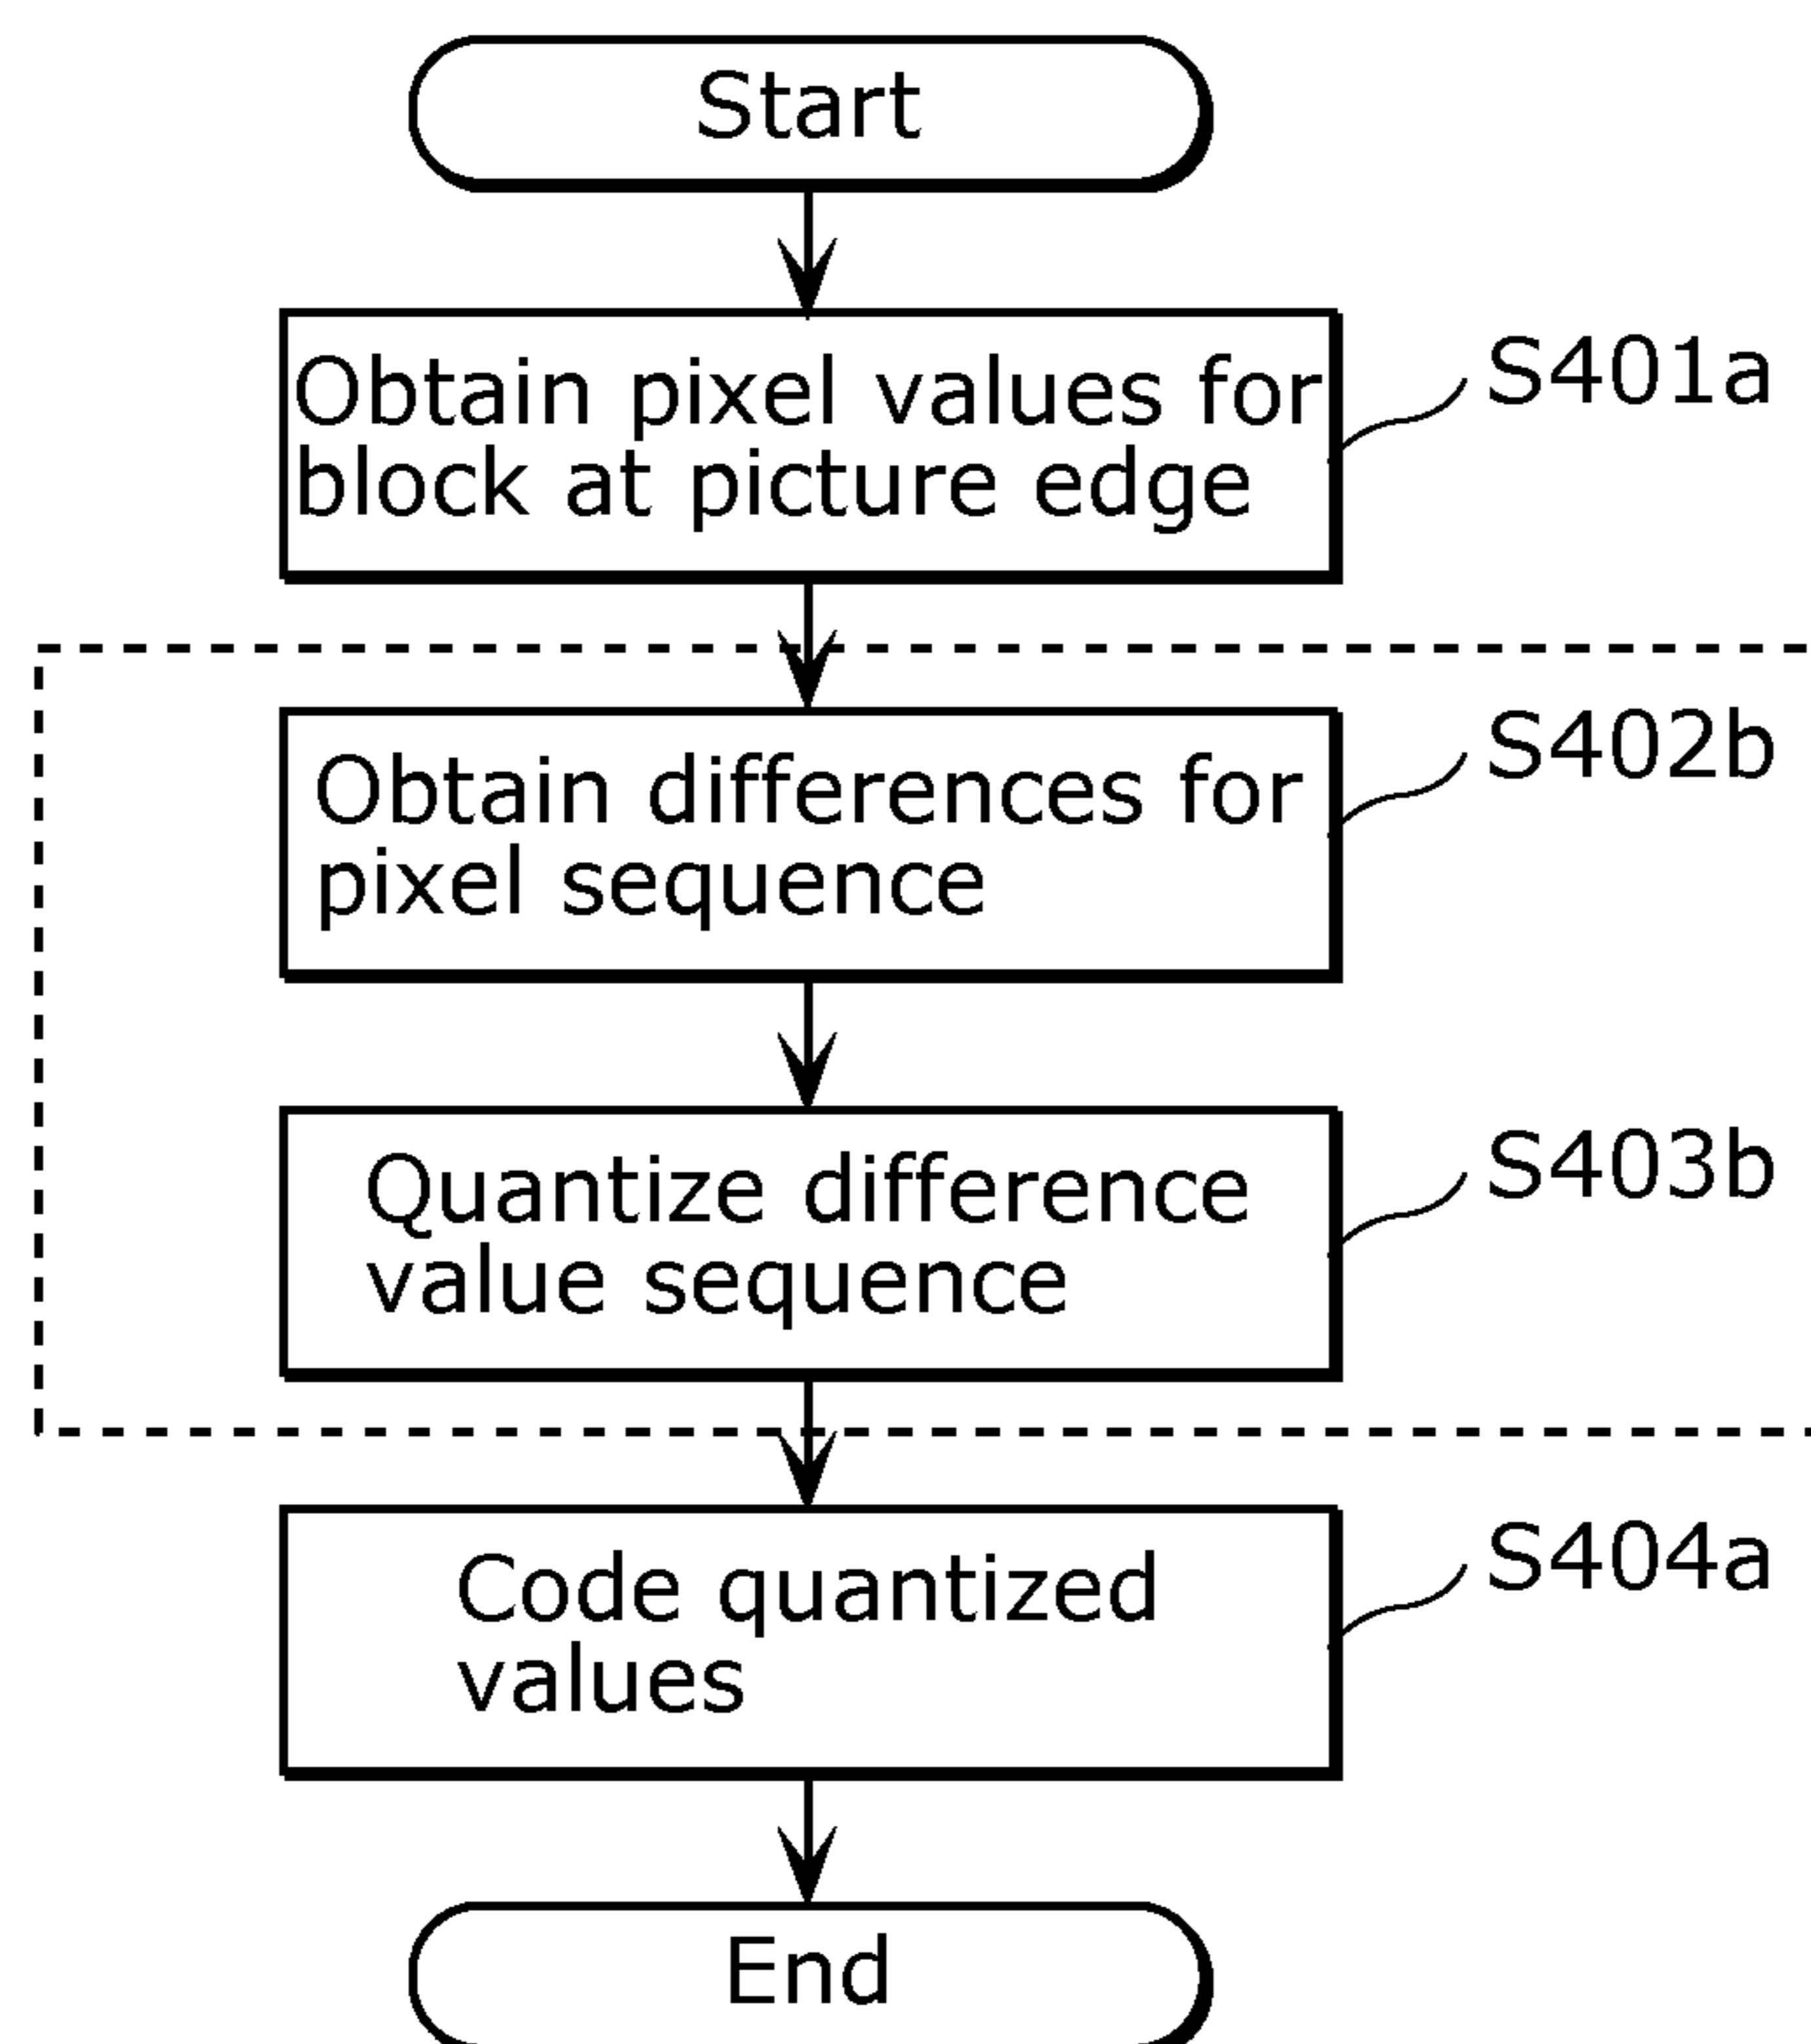 Start
Obtain pixel values for
block at picture edge
S401a
Obtain differences for
pixel sequence
S402b
Quantize difference
value sequence
S403b
Code quantized
values
S404a
End